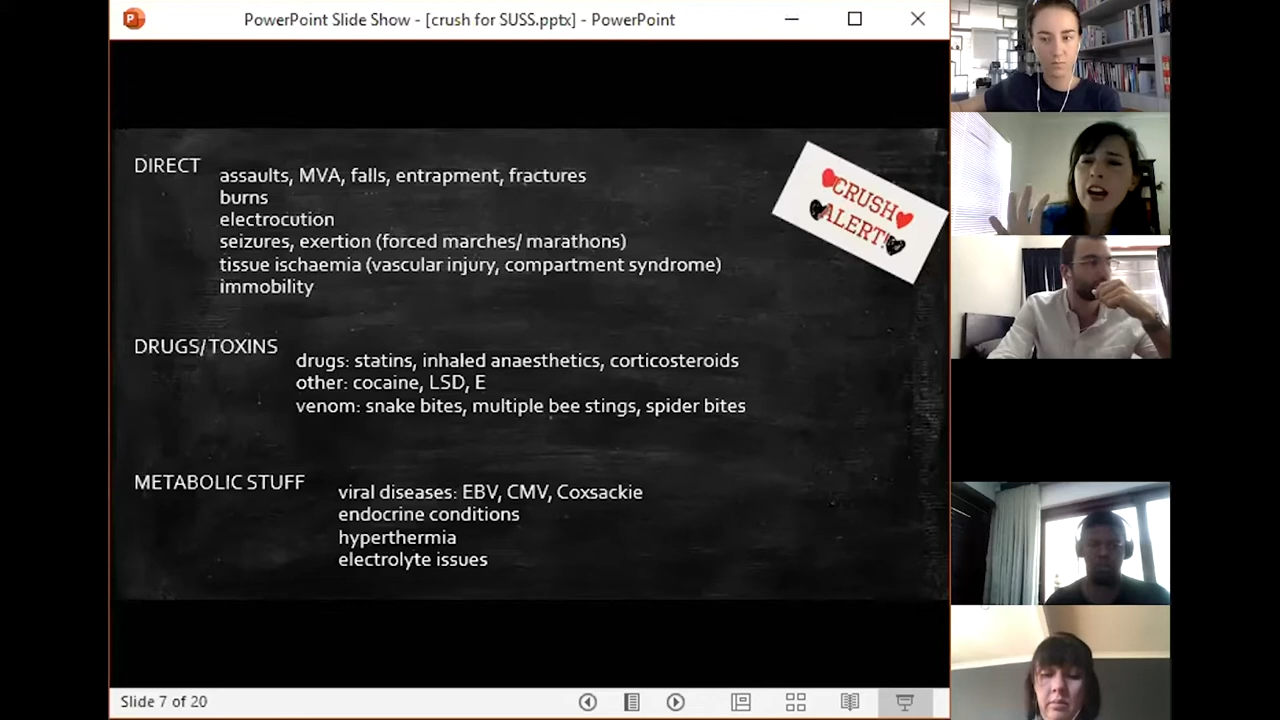 PowerPoint Slide Show - [crush for SUSS.pptx] - PowerPoint
DIRECT
assaults, MVA, falls, entrapment, fractures
burns
electrocution
seizures, exertion (forced marches/ marathons)
tissue ischaemia (vascular injury, compartment syndrome)
immobility
CRUSH
ALERT!
DRUGS/TOXINS
drugs: statins, inhaled anaesthetics, corticosteroids
other: cocaine, LSD, E
venom: snake bites, multiple bee stings, spider bites
METABOLIC STUFF
viral diseases: EBV, CMV, Coxsackie
endocrine conditions
hyperthermia
electrolyte issues
Slide 7 of 20